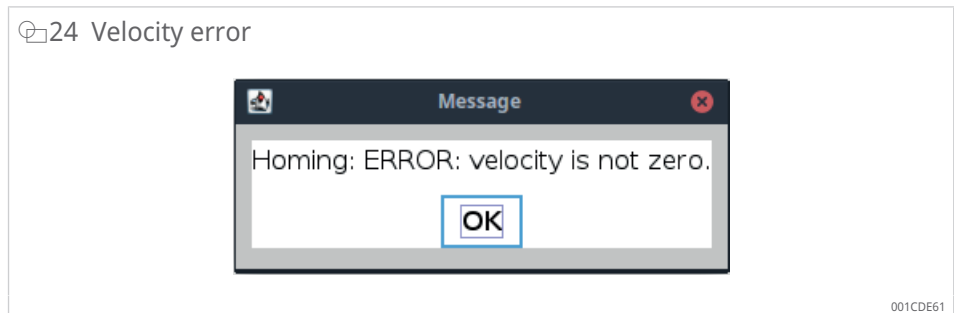 24 Velocity error
Message
Homing: ERROR: velocity is not zero.
OK
001CDE61